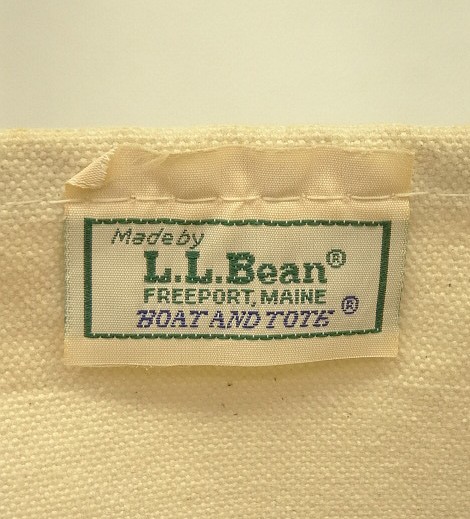 Made by
L.L.Bean®
FREEPORT, MAINE
BOAT AND TOTE ®